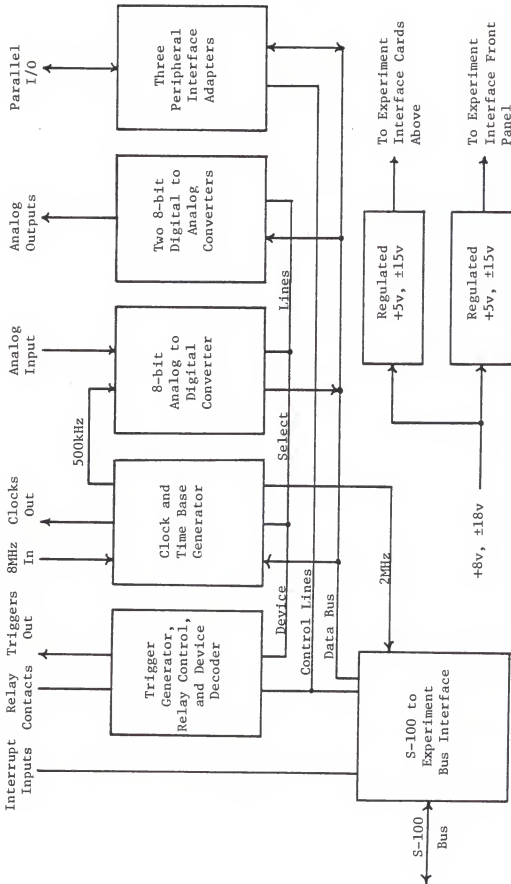 Interrupt
Inputs
Relay
Contacts
Triggers
Out
8MHz
In
Clocks
Out
Analog
Input
Analog
Outputs
Parallel
I/O
500kHz
Trigger
Generator,
Relay Control,
and Device
Decoder
Clock and
Time Base
Generator
8-bit
Analog to
Digital
Converter
Two 8-bit
Digital to
Analog
Converters
Three
Peripheral
Interface
Adapters
Device
Select
Lines
Control Lines
Data Bus
2MHz
S-100 to
Experiment
Bus Interface
S-100
Bus
+8v, ±18v
Regulated
+5v, ±15v
To Experiment
Interface Cards
Above
Regulated
+5v, ±15v
To Experiment
Interface Front
Panel